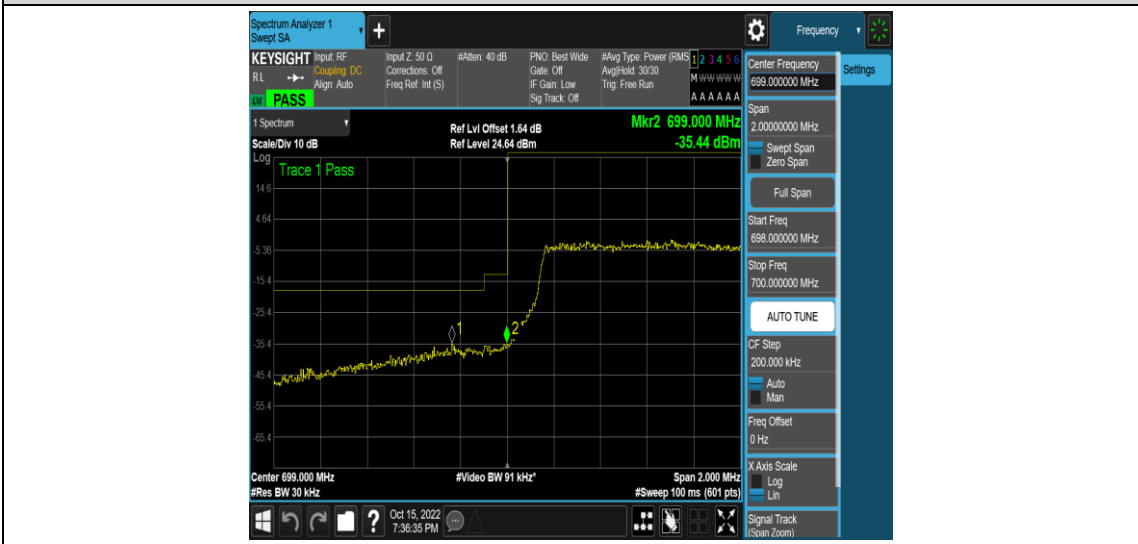 Spectrum Analyzer 1
Swept SA
+
Frequency
KEYSIGHT
RL
LXI
PASS
Input: RF
Coupling: DC
Align: Auto
Input Z: 50 Ω
Corrections: Off
Freq Ref: Int (S)
#Atten: 40 dB
PNO: Best Wide
Gate: Off
IF Gain: Low
Sig Track: Off
#Avg Type: Power (RMS
Avg|Hold: 30/30
Trig: Free Run
1 2 3 4 5 6
M W W W W W
A A A A A A
1 Spectrum
Scale/Div 10 dB
Ref Lvl Offset 1.64 dB
Ref Level 24.64 dBm
Mkr2 699.000 MHz
-35.44 dBm
Log
Trace 1 Pass
14.6
4.64
-5.36
-15.4
-25.4
-35.4
-45.4
-55.4
-65.4
1
2
Center 699.000 MHz
#Res BW 30 kHz
#Video BW 91 kHz*
Span 2.000 MHz
#Sweep 100 ms (601 pts)
Center Frequency
699.000000 MHz
Settings
Span
2.00000000 MHz
Swept Span
Zero Span
Full Span
Start Freq
698.000000 MHz
Stop Freq
700.000000 MHz
AUTO TUNE
CF Step
200.000 kHz
Auto
Man
Freq Offset
0 Hz
X Axis Scale
Log
Lin
Signal Track
(Span Zoom)
?
Oct 15, 2022
7:36:35 PM